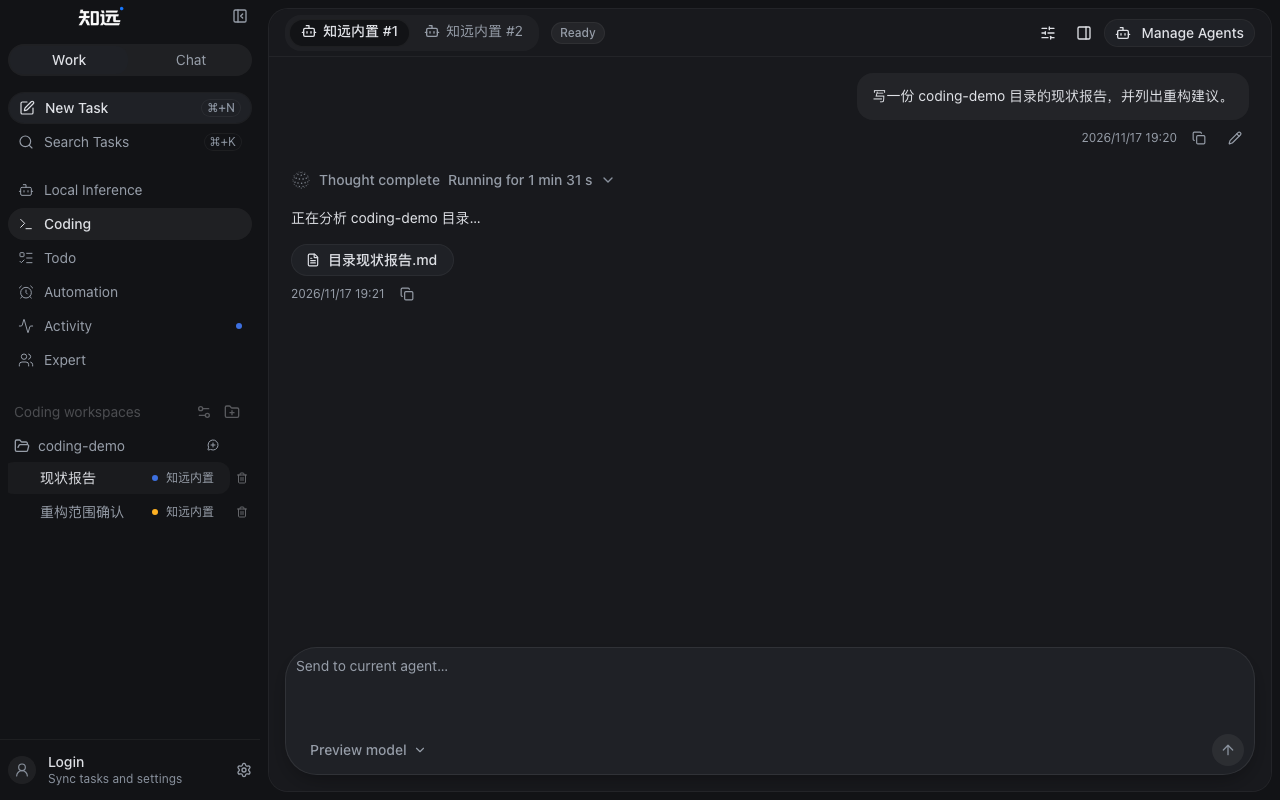 知远
Work
Chat
New Task
⌘+N
Search Tasks
⌘+K
Local Inference
Coding
Todo
Automation
Activity
Expert
Coding workspaces
coding-demo
现状报告
知远内置
重构范围确认
知远内置
Login
Sync tasks and settings
知远内置 #1
知远内置 #2
Ready
Manage Agents
写一份 coding-demo 目录的现状报告，并列出重构建议。
2026/11/17 19:20
Thought complete Running for 1 min 31 s
正在分析 coding-demo 目录...
目录现状报告.md
2026/11/17 19:21
Send to current agent...
Preview model